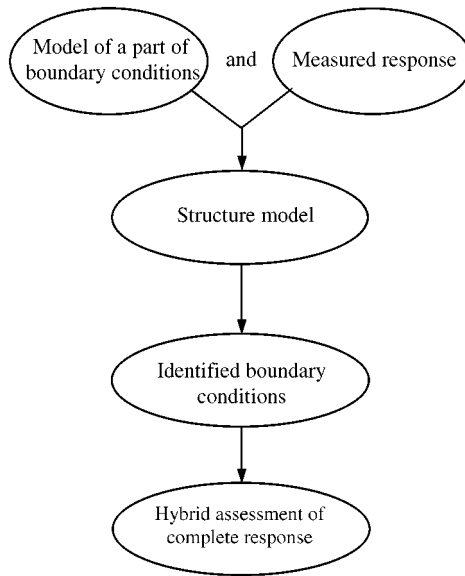 Model of a part of
boundary conditions
and
Measured response
Structure model
Identified boundary
conditions
Hybrid assessment of
complete response